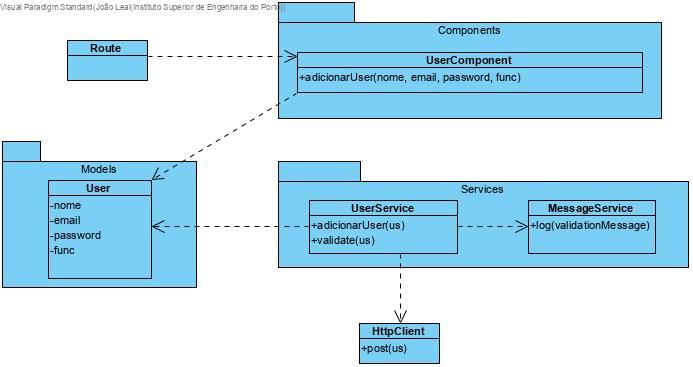 Visual Paradigm Standard(João Leal(Instituto Superior de Engenharia do Porto))
Components
Route
UserComponent
+adicionarUser(nome, email, password, func)
Models
User
-nome
-email
-password
-func
Services
UserService
+adicionarUser(us)
+validate(us)
MessageService
+log(validationMessage)
HttpClient
+post(us)